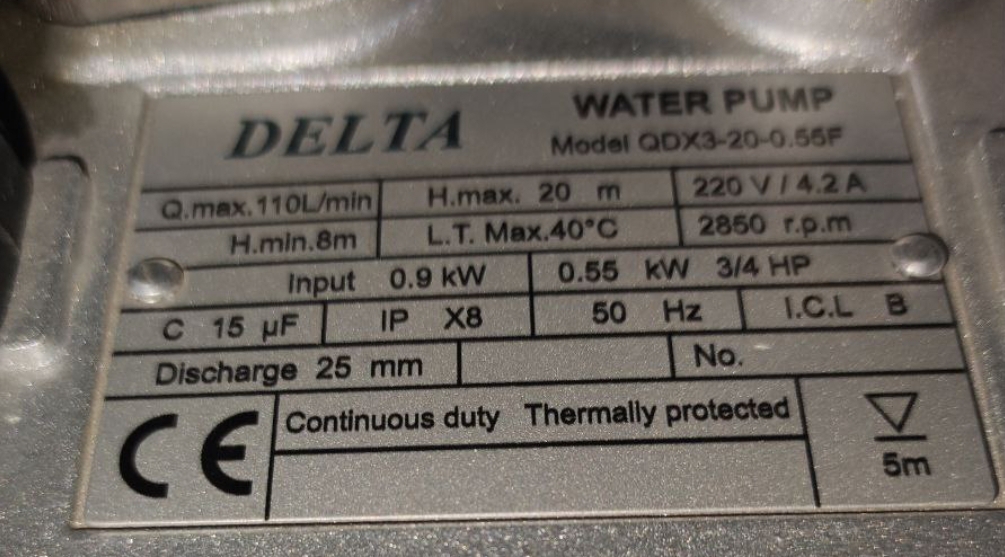 DELTA
WATER PUMP
Model QDX3-20-0.55F
Q.max.110L/min H.max. 20 m 220 V / 4.2 A
H.min.8m L.T. Max.40°C 2850 r.p.m
Input 0.9 kW 0.55 kW 3/4 HP
C 15 µF IP X8 50 Hz I.C.L B
Discharge 25 mm No.
CE Continuous duty Thermally protected
5m